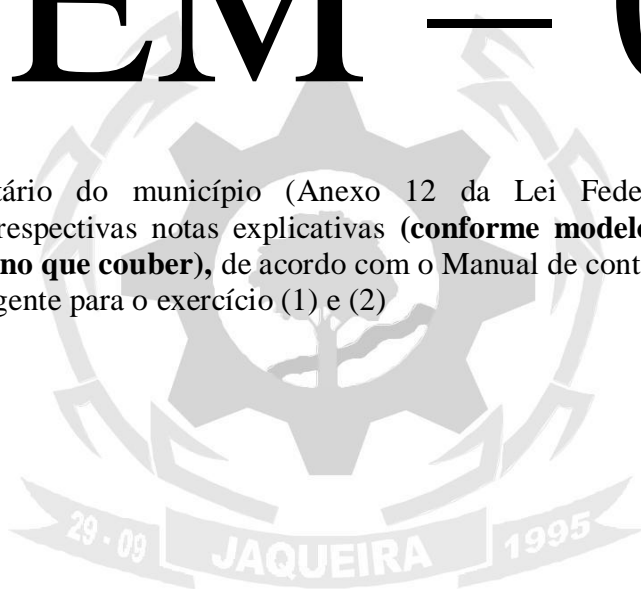 EM –
tário do município (Anexo 12 da Lei Fede
respectivas notas explicativas (conforme modelo
no que couber), de acordo com o Manual de cont
gente para o exercício (1) e (2)
29 - 09 JAQUEIRA 1995